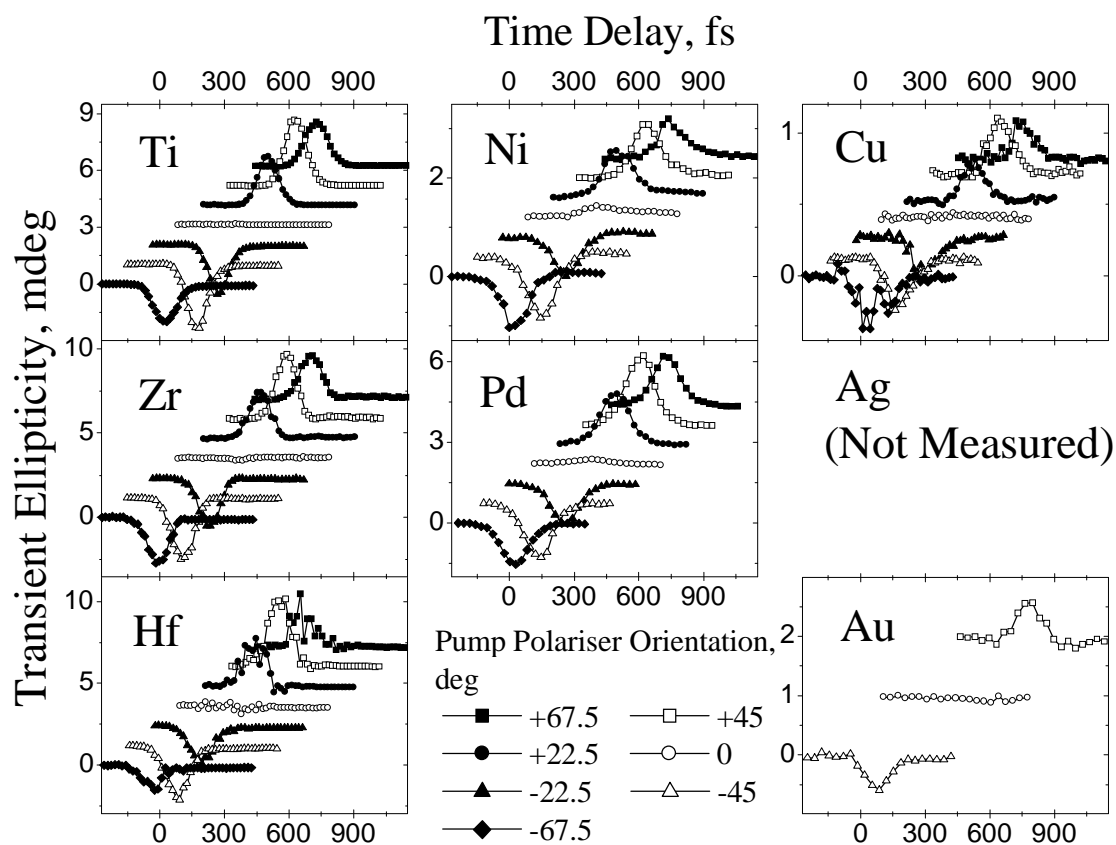 Time Delay, fs
0 300 600 900
0 300 600 900
0 300 600 900
Transient Ellipticity, mdeg
9
6
3
0
Ti
2
0
Ni
1
0
Cu
10
5
0
Zr
6
3
0
Pd
Ag
(Not Measured)
0 300 600 900
10
5
0
Hf
Pump Polariser Orientation,
deg
+67.5 +45
+22.5 0
-22.5 -45
-67.5
2
1
0
Au
0 300 600 900
0 300 600 900